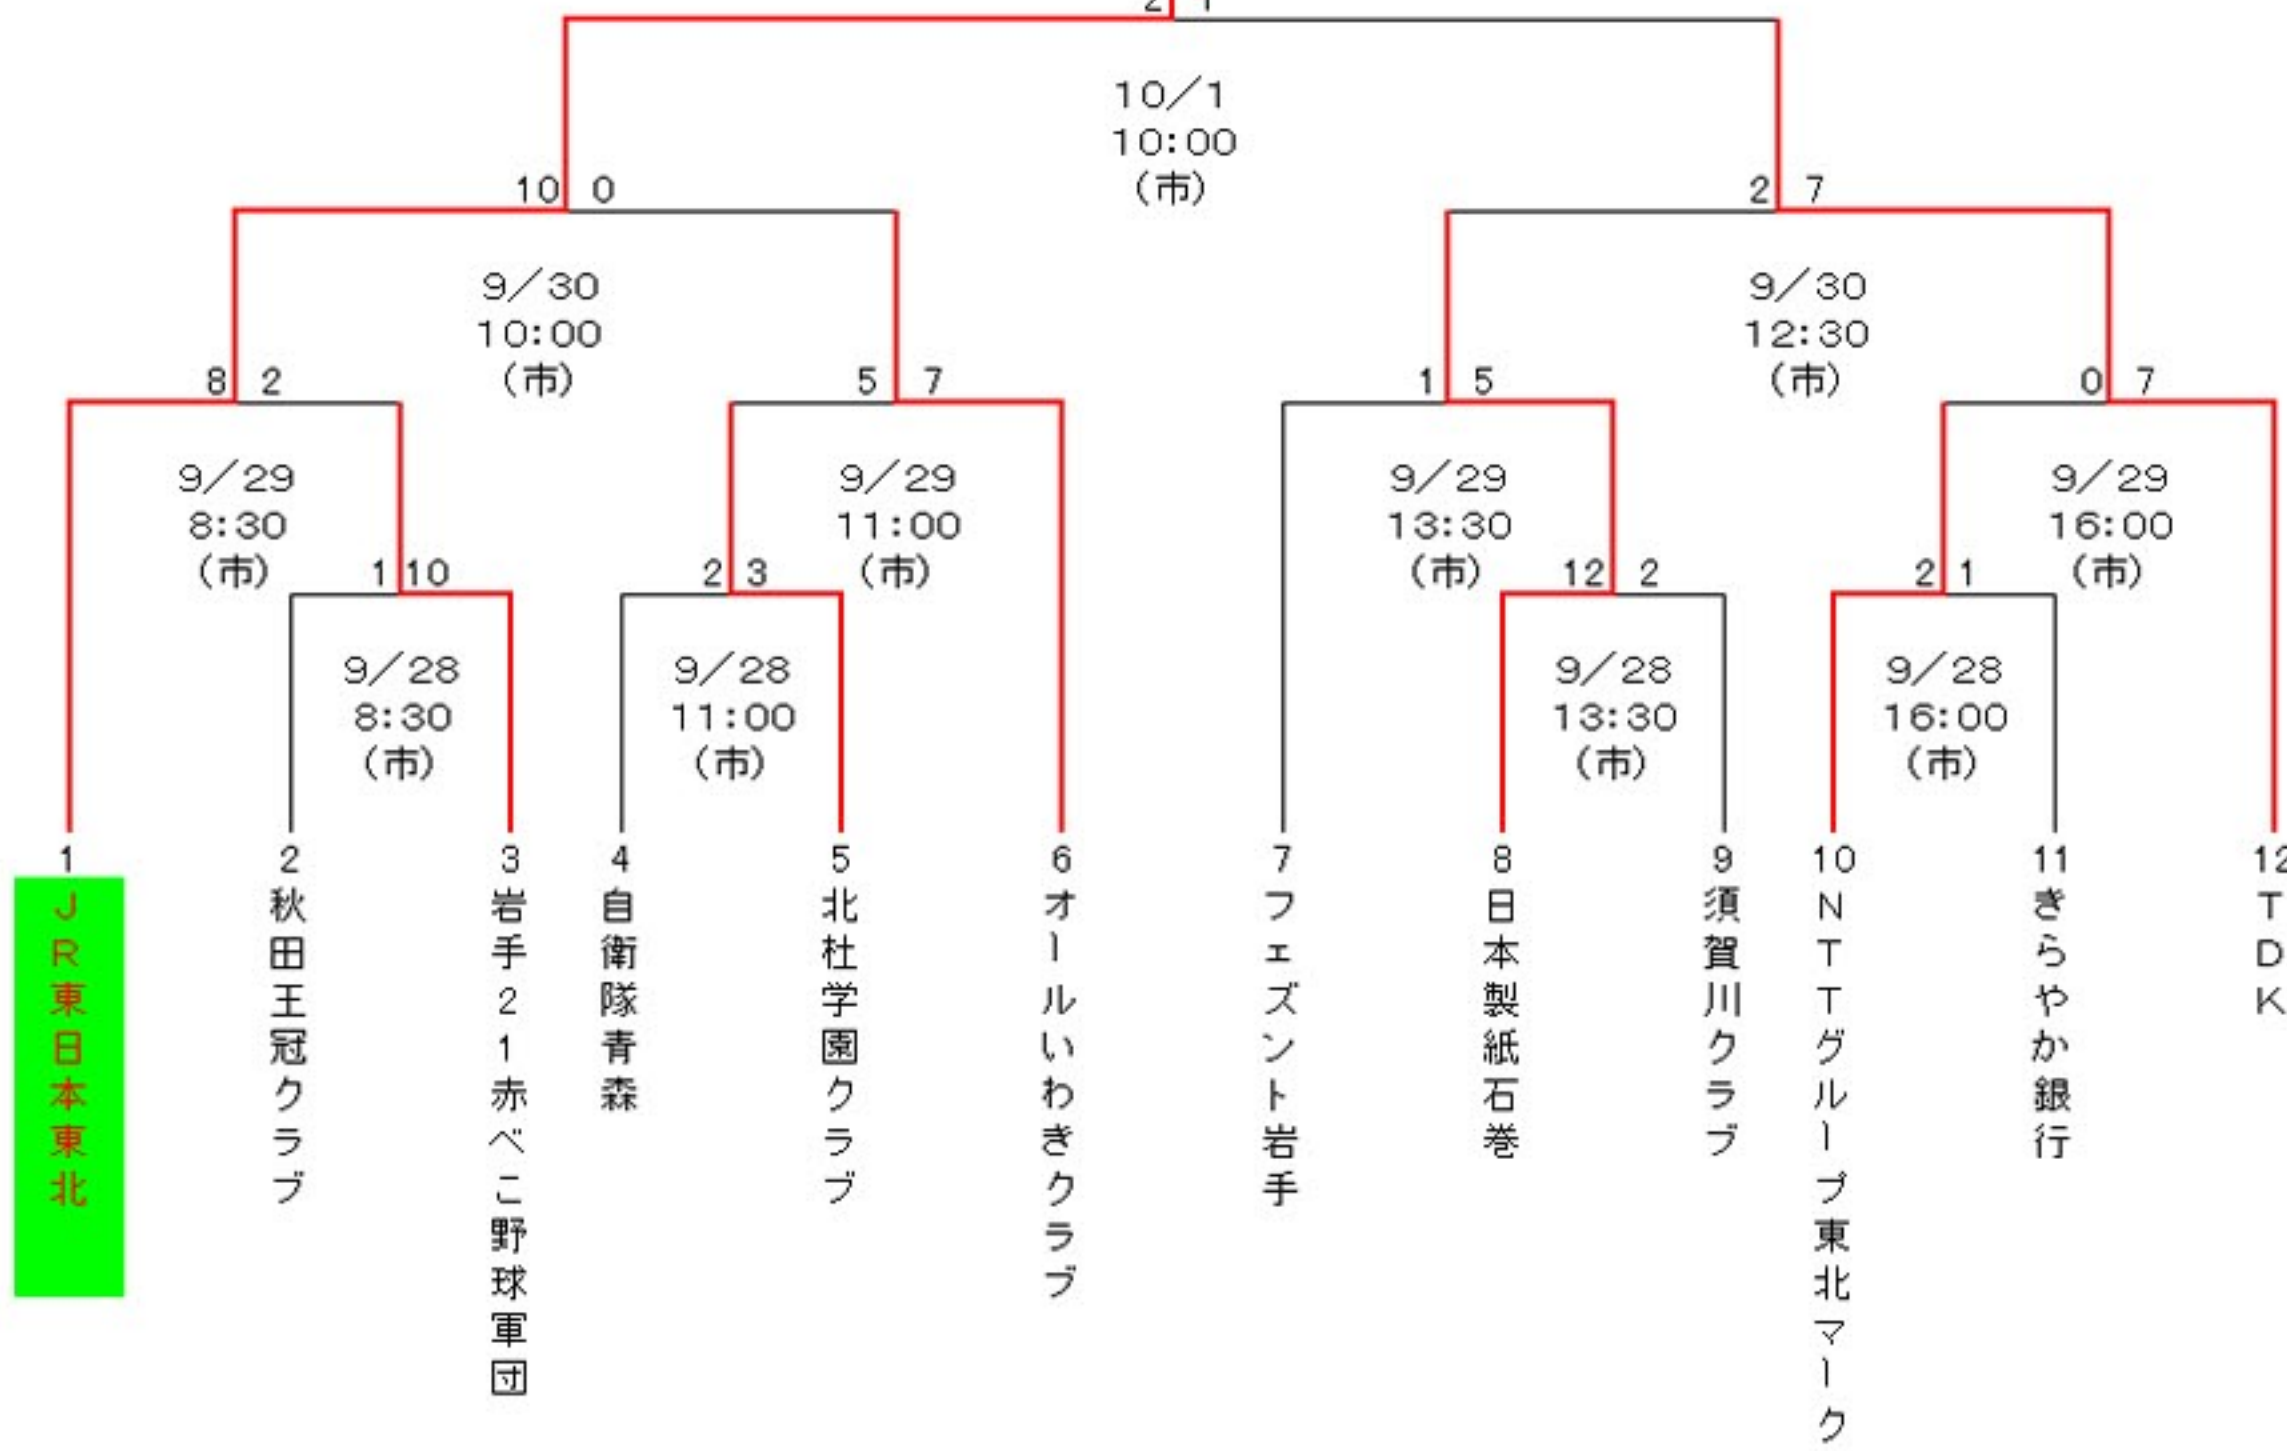 2 1
10/1
10:00
(市)
10 0
2 7
9/30
10:00
(市)
9/30
12:30
(市)
8 2
5 7
1 5
0 7
9/29
8:30
(市)
9/29
11:00
(市)
9/29
13:30
(市)
9/29
16:00
(市)
1 10
2 3
12 2
2 1
9/28
8:30
(市)
9/28
11:00
(市)
9/28
13:30
(市)
9/28
16:00
(市)
1
JR東日本東北
2
秋田王冠クラブ
3
岩手21赤べこ野球軍団
4
自衛隊青森
5
北杜学園クラブ
6
オールいわきクラブ
7
フェズント岩手
8
日本製紙石巻
9
須賀川クラブ
10
NTTグループ東北マーク
11
きらやか銀行
12
TDK